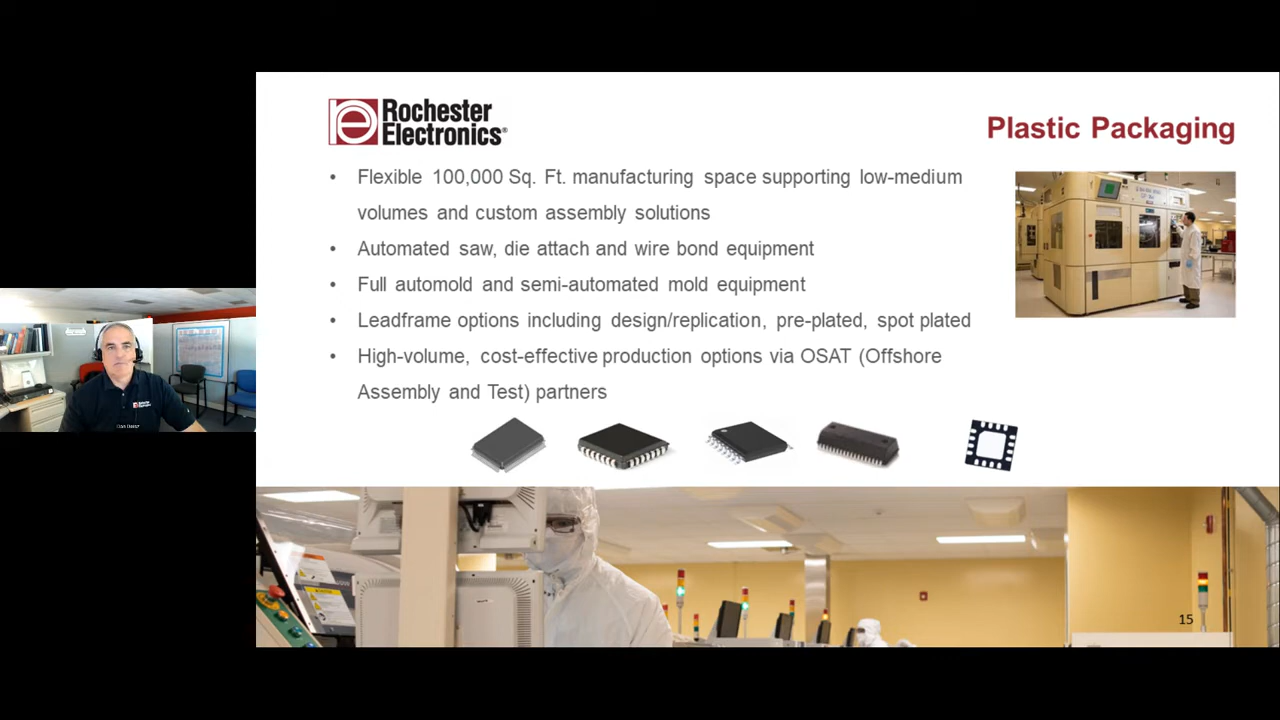 Rochester
Electronics®
Plastic Packaging
• Flexible 100,000 Sq. Ft. manufacturing space supporting low-medium
volumes and custom assembly solutions
• Automated saw, die attach and wire bond equipment
• Full automold and semi-automated mold equipment
• Leadframe options including design/replication, pre-plated, spot plated
• High-volume, cost-effective production options via OSAT (Offshore
Assembly and Test) partners
Rochester
Electronics
15